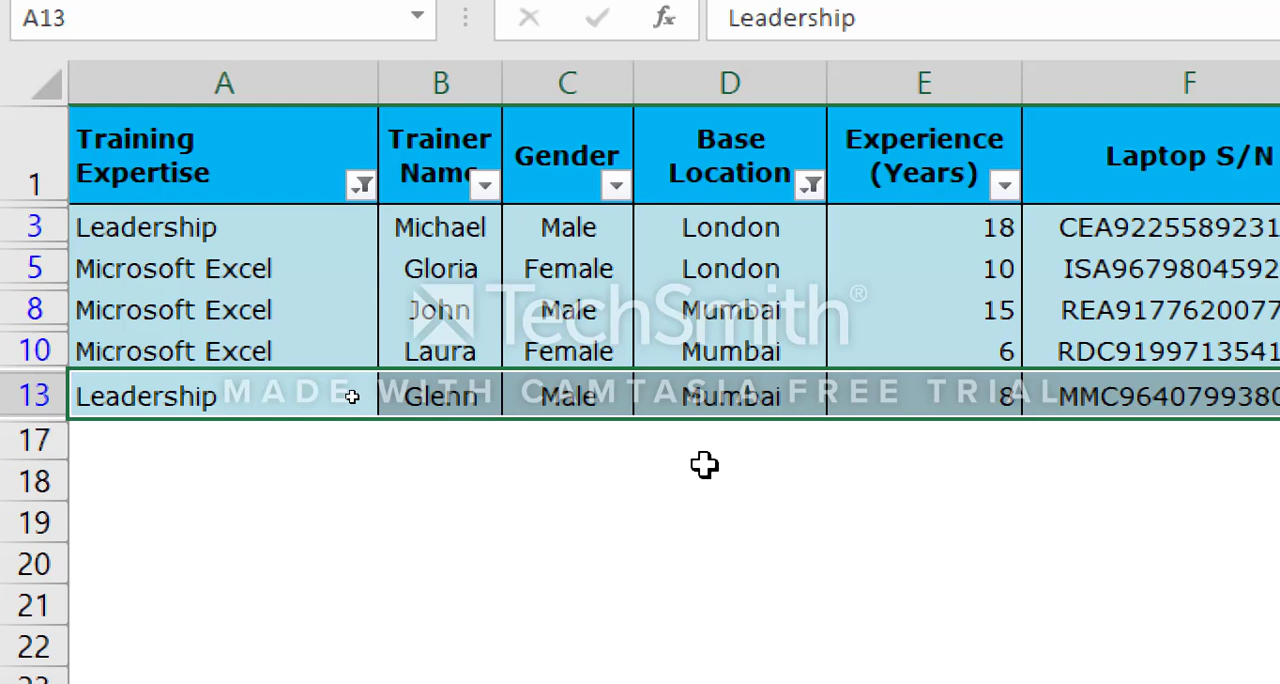 A13 fx Leadership
A B C D E F
1 Training Expertise Trainer Name Gender Base Location Experience (Years) Laptop S/N
3 Leadership Michael Male London 18 CEA9225589231
5 Microsoft Excel Gloria Female London 10 ISA9679804592
8 Microsoft Excel John Male Mumbai 15 REA9177620077
TechSmith®
10 Microsoft Excel Laura Female Mumbai 6 RDC9199713541
13 Leadership Glenn Male Mumbai 8 MMC9640799380
MADE WITH CAMTASIA FREE TRIAL
17
18
19
20
21
22